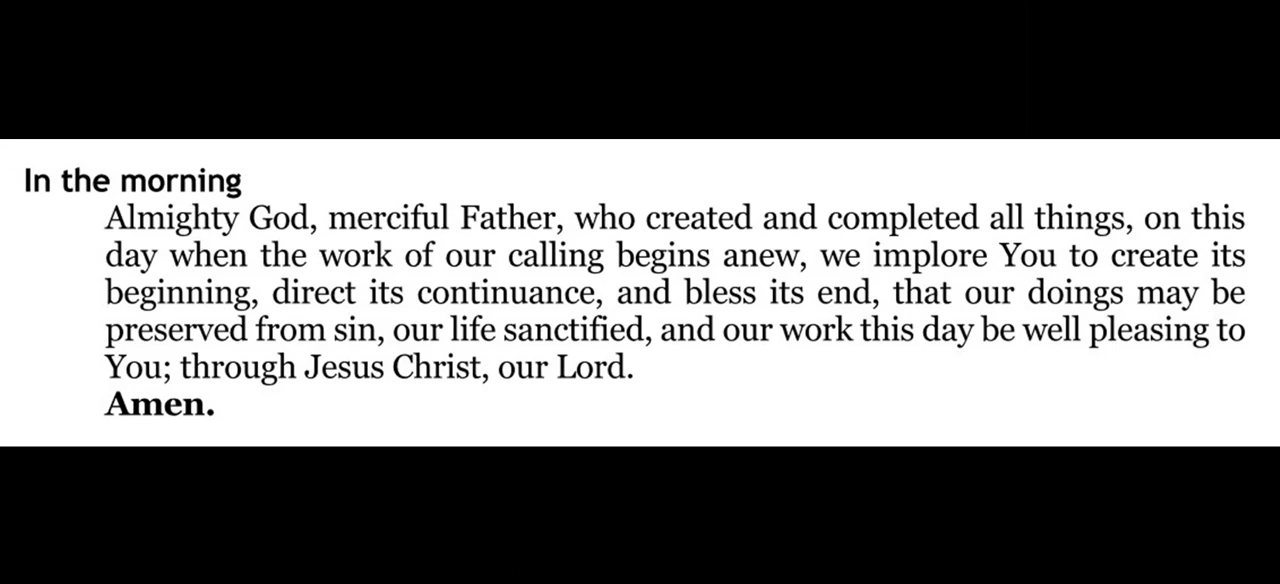 In the morning
Almighty God, merciful Father, who created and completed all things, on this
day when the work of our calling begins anew, we implore You to create its
beginning, direct its continuance, and bless its end, that our doings may be
preserved from sin, our life sanctified, and our work this day be well pleasing to
You; through Jesus Christ, our Lord.
Amen.